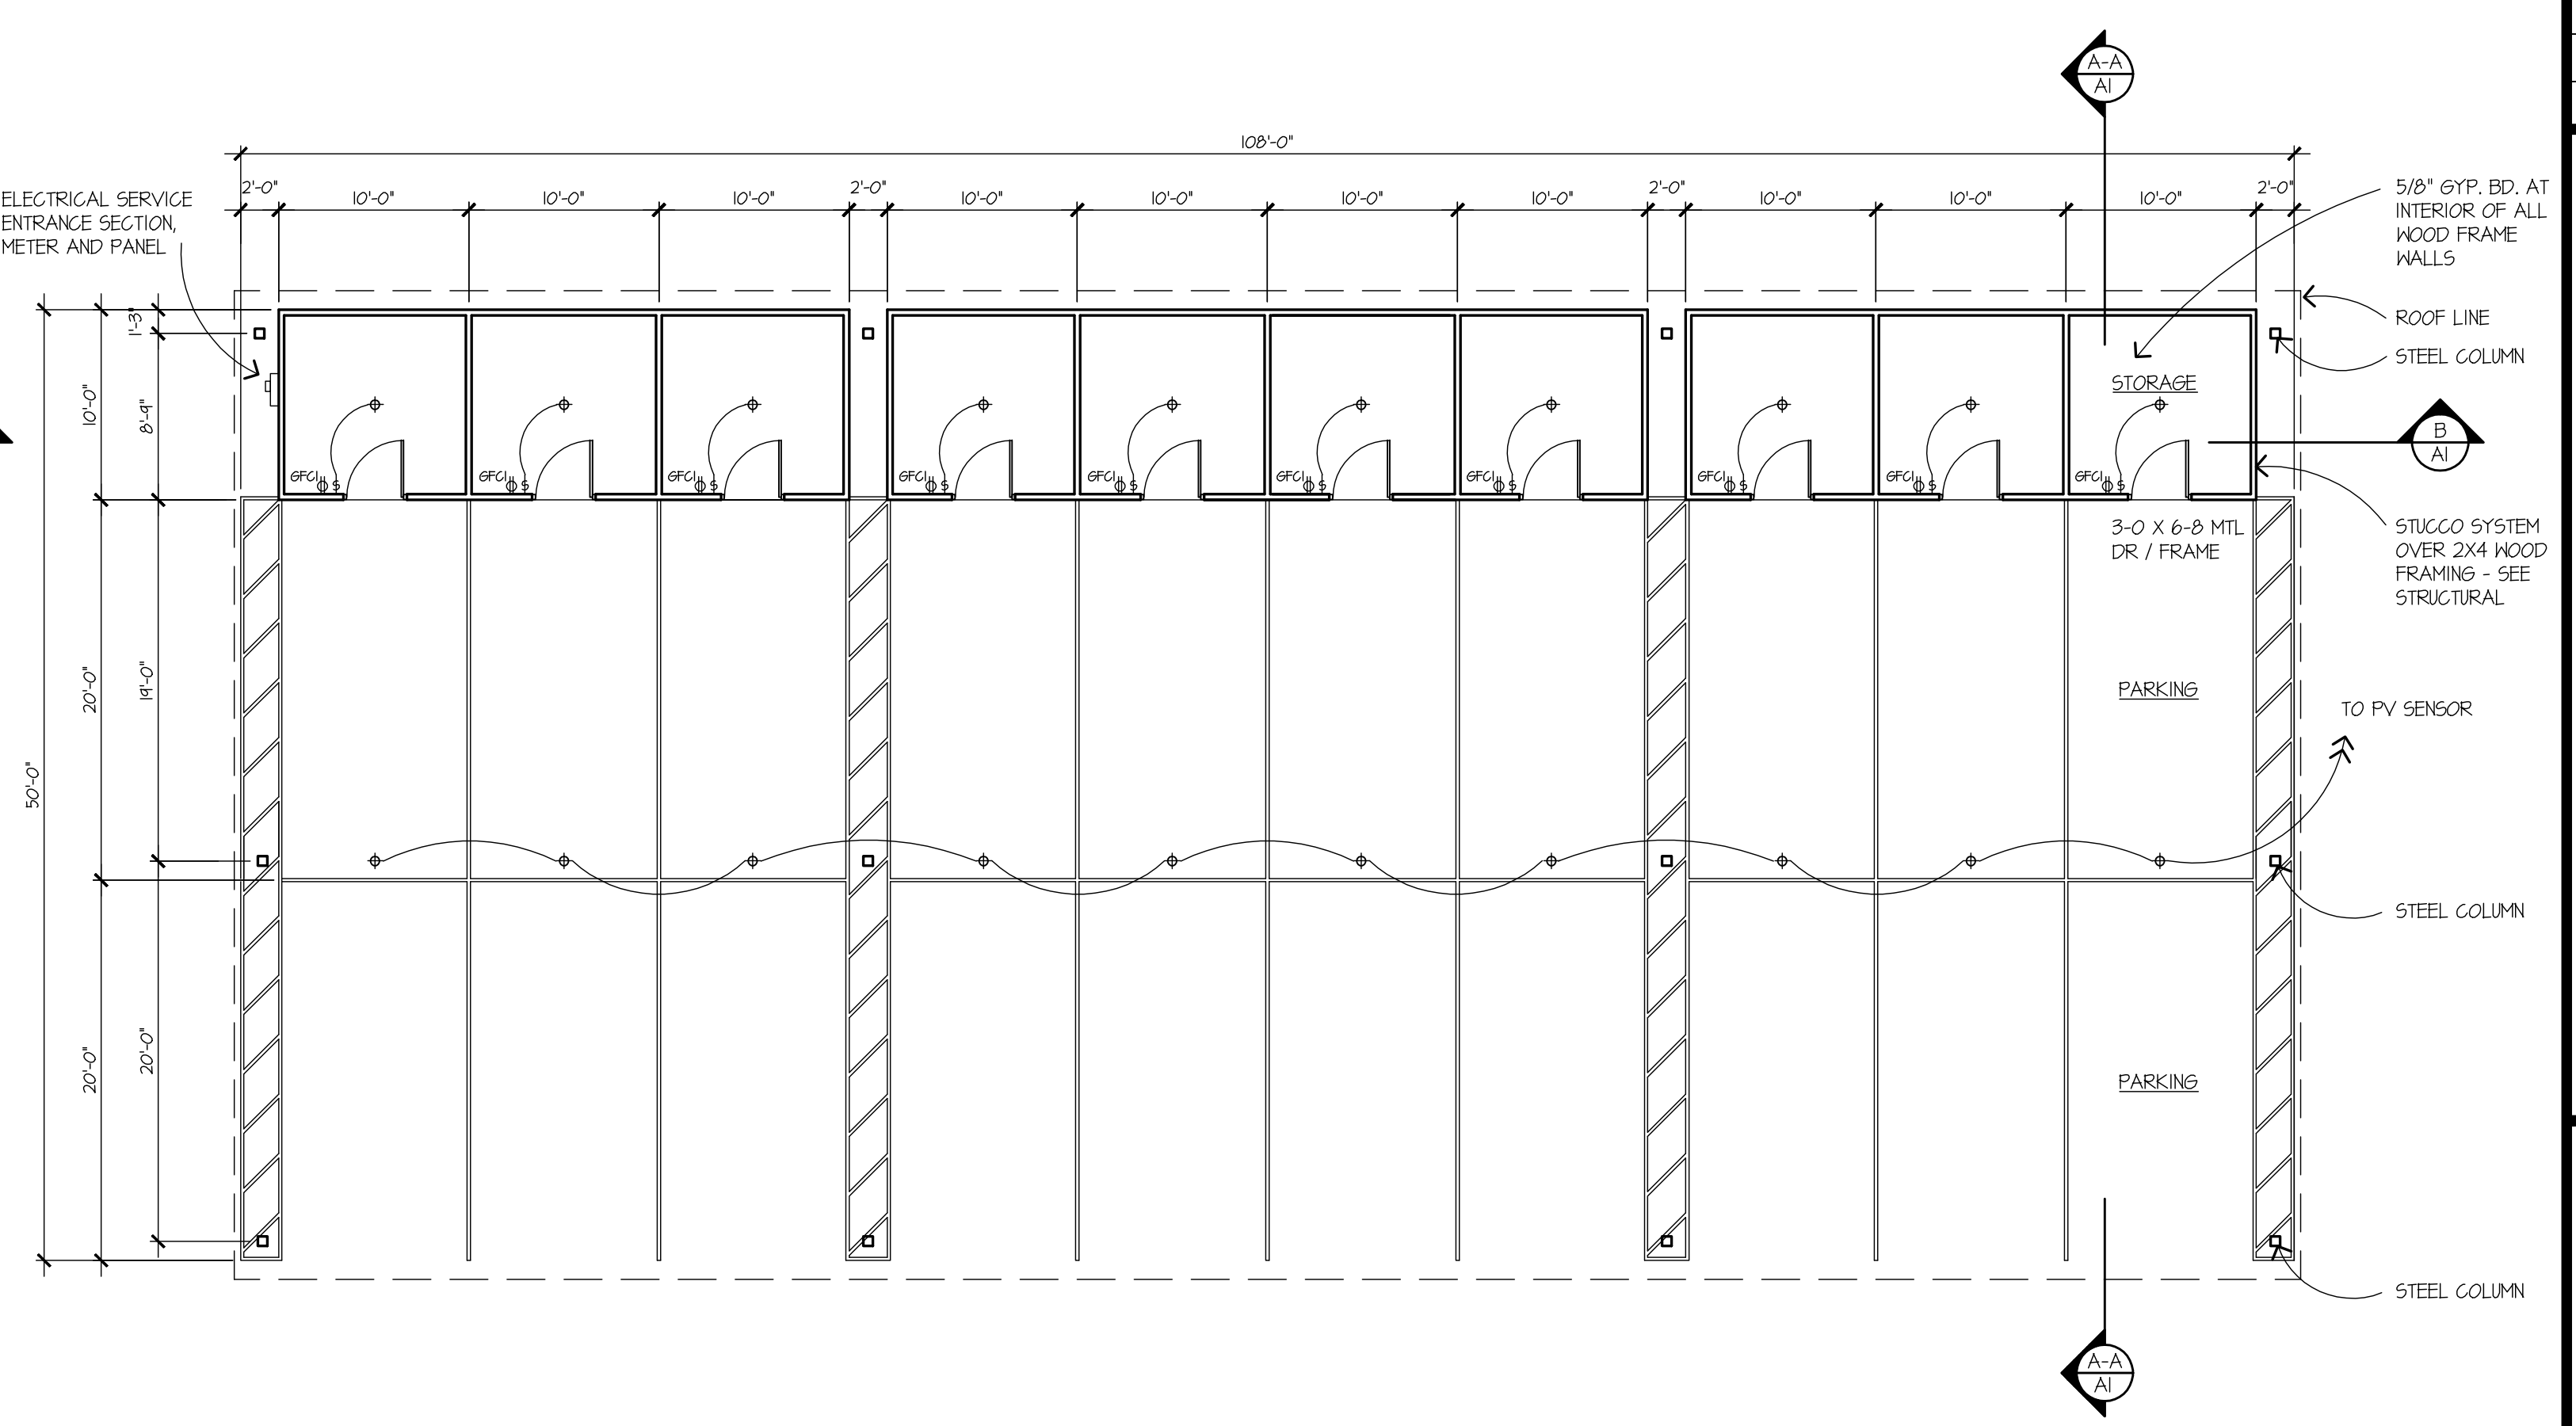 A-A
A1
108'-0"
2'-0"
10'-0"
10'-0"
10'-0"
2'-0"
10'-0"
10'-0"
10'-0"
10'-0"
2'-0"
10'-0"
10'-0"
10'-0"
2'-0"
ELECTRICAL SERVICE
ENTRANCE SECTION,
METER AND PANEL
5/8" GYP. BD. AT
INTERIOR OF ALL
WOOD FRAME
WALLS
ROOF LINE
STEEL COLUMN
1'-3"
10'-0"
8'-9"
STORAGE
B
A1
GFCI
$
GFCI
$
GFCI
$
GFCI
$
GFCI
$
GFCI
$
GFCI
$
GFCI
$
GFCI
$
GFCI
$
3-0 X 6-8 MTL
DR / FRAME
STUCCO SYSTEM
OVER 2X4 WOOD
FRAMING - SEE
STRUCTURAL
20'-0"
19'-0"
PARKING
TO PV SENSOR
50'-0"
STEEL COLUMN
20'-0"
20'-0"
PARKING
STEEL COLUMN
A-A
A1